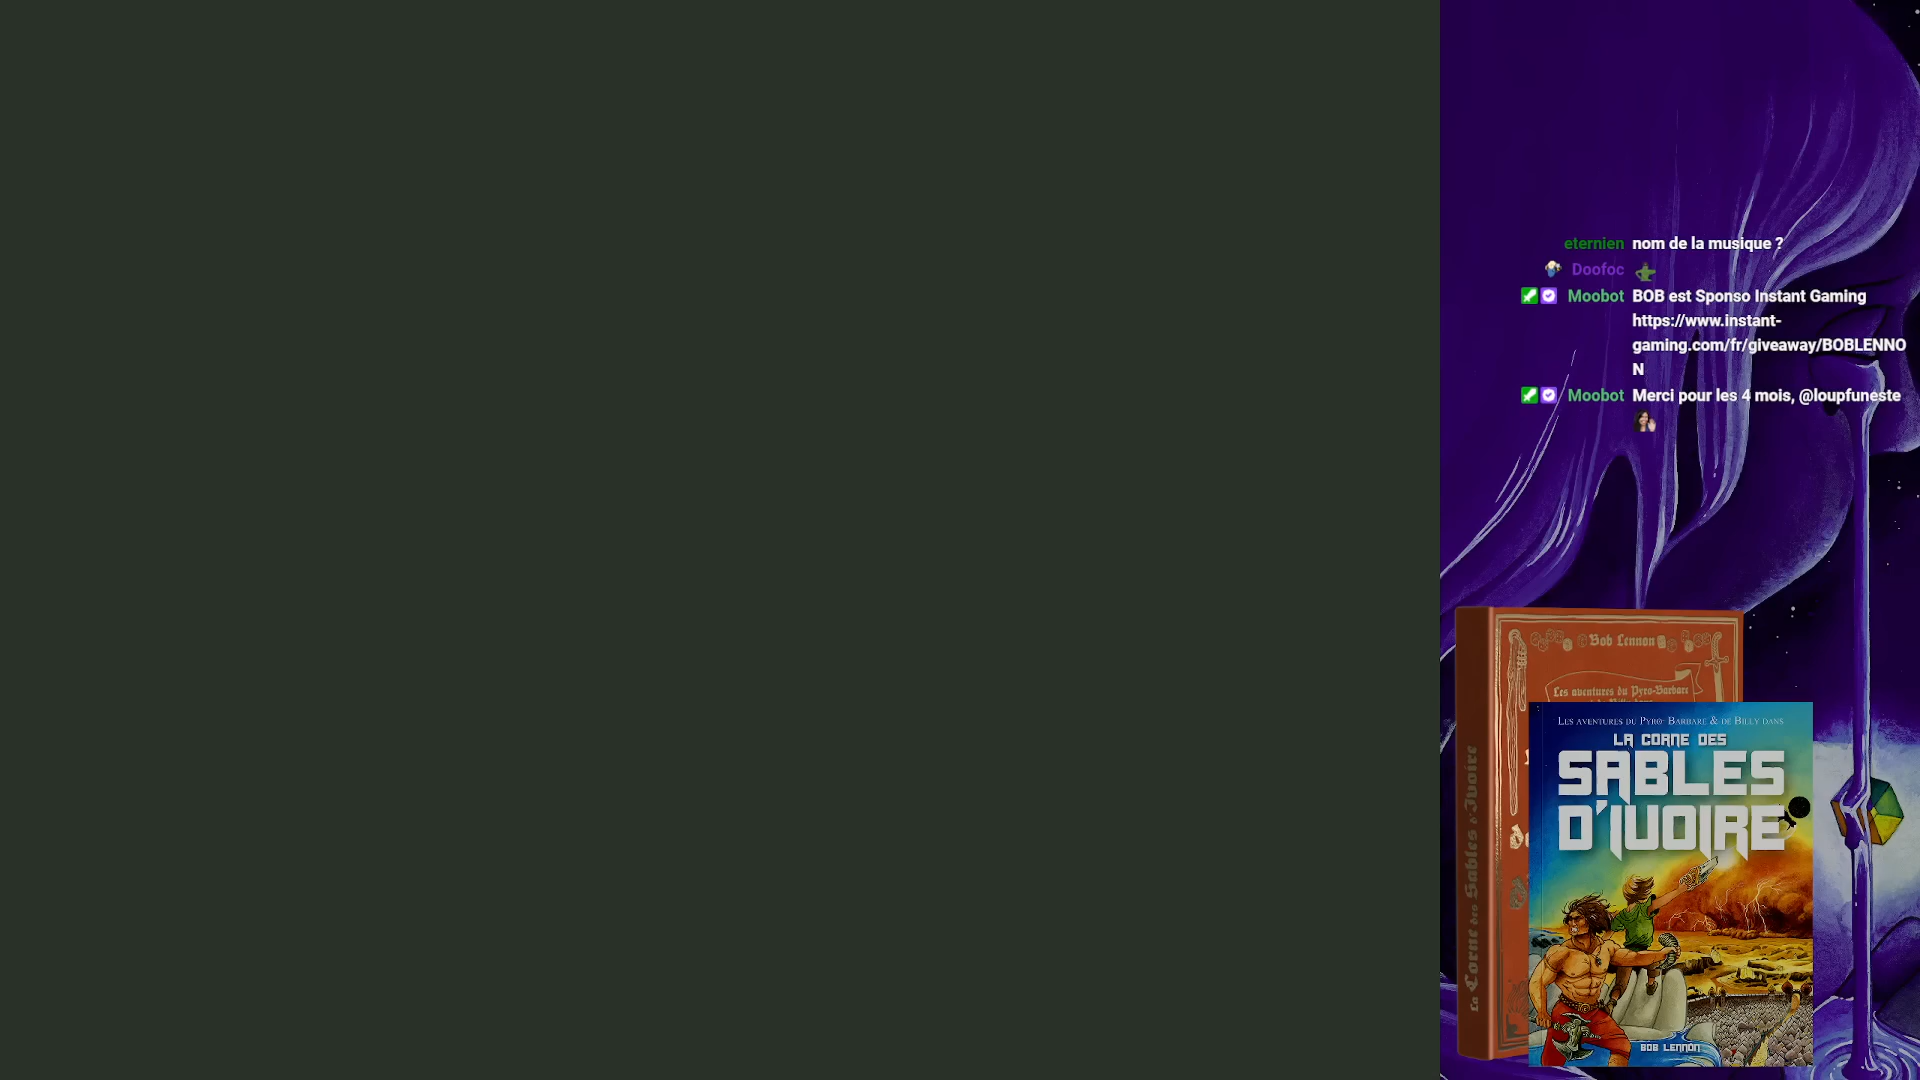 eternien nom de la musique ?
Doofoc
Moobot BOB est Sponso Instant Gaming
https://www.instant-
gaming.com/fr/giveaway/BOBLENNO
N
Moobot Merci pour les 4 mois, @loupfuneste
Bob Lennon
Les aventures du Pyro-Barbare
La Corne des Sables d'Ivoire
LES AVENTURES DU PYRO-BARBARE & DE BILLY DANS
LA CORNE DES
SABLES
D'IVOIRE
BOB LENNON